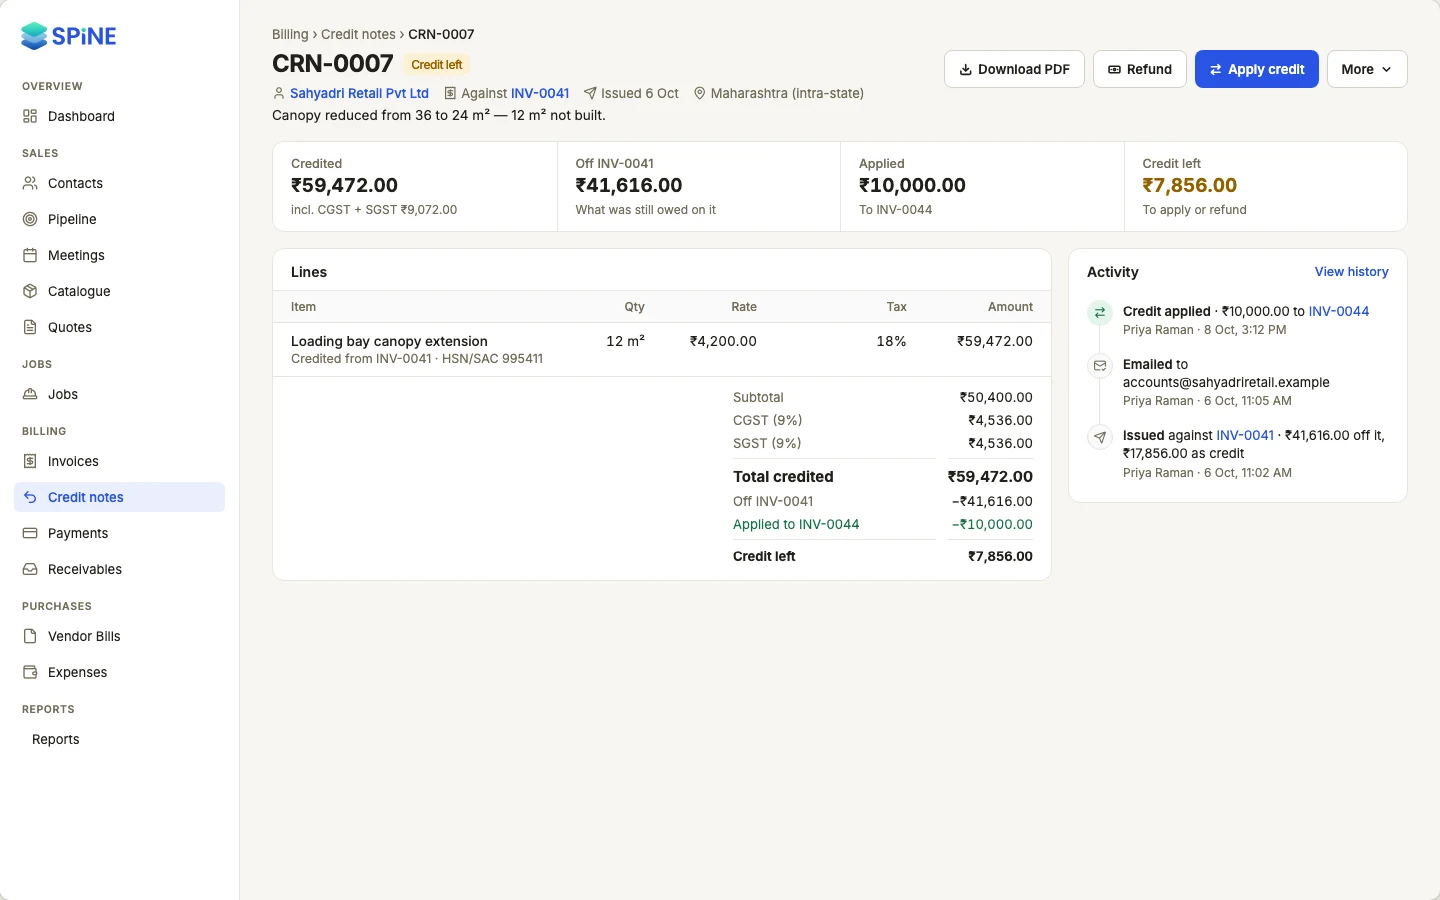 SPiNE
OVERVIEW
Dashboard
SALES
Contacts
Pipeline
Meetings
Catalogue
Quotes
JOBS
Jobs
BILLING
Invoices
Credit notes
Payments
Receivables
PURCHASES
Vendor Bills
Expenses
REPORTS
Reports
Billing › Credit notes › CRN-0007
CRN-0007 Credit left
Download PDF Refund Apply credit More
Sahyadri Retail Pvt Ltd Against INV-0041 Issued 6 Oct Maharashtra (intra-state)
Canopy reduced from 36 to 24 m² — 12 m² not built.
Credited
₹59,472.00
incl. CGST + SGST ₹9,072.00
Off INV-0041
₹41,616.00
What was still owed on it
Applied
₹10,000.00
To INV-0044
Credit left
₹7,856.00
To apply or refund
Lines
Item Qty Rate Tax Amount
Loading bay canopy extension 12 m² ₹4,200.00 18% ₹59,472.00
Credited from INV-0041 · HSN/SAC 995411
Subtotal ₹50,400.00
CGST (9%) ₹4,536.00
SGST (9%) ₹4,536.00
Total credited ₹59,472.00
Off INV-0041 −₹41,616.00
Applied to INV-0044 −₹10,000.00
Credit left ₹7,856.00
Activity View history
Credit applied · ₹10,000.00 to INV-0044
Priya Raman · 8 Oct, 3:12 PM
Emailed to
accounts@sahyadriretail.example
Priya Raman · 6 Oct, 11:05 AM
Issued against INV-0041 · ₹41,616.00 off it,
₹17,856.00 as credit
Priya Raman · 6 Oct, 11:02 AM